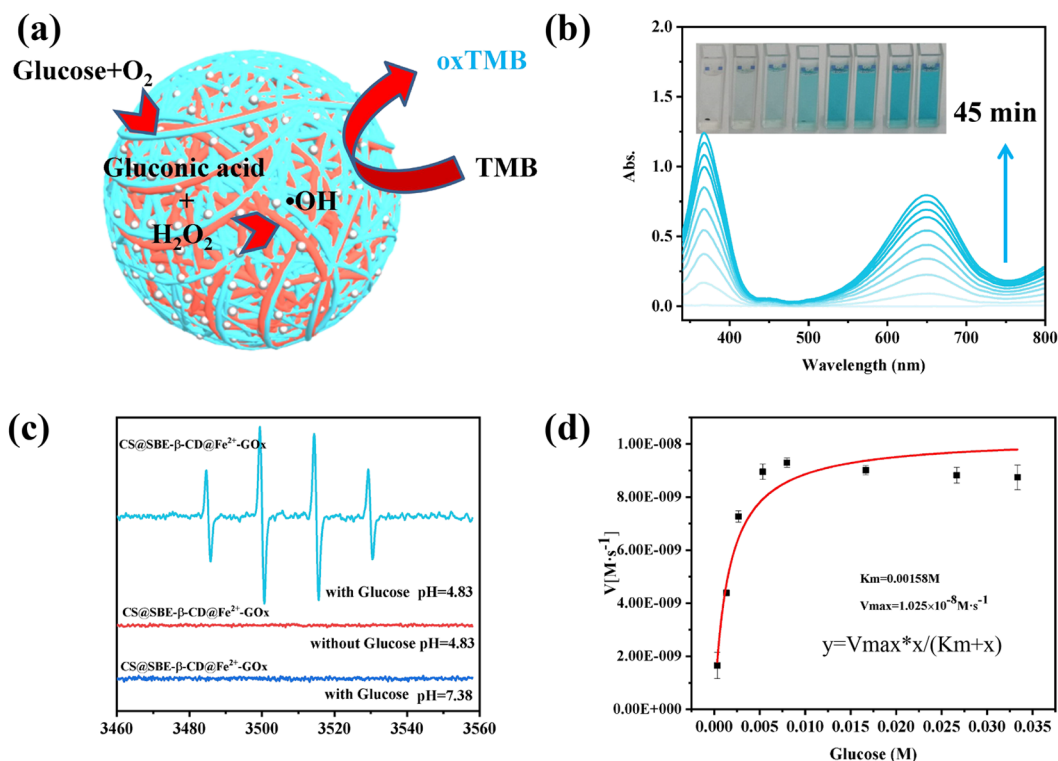 (a)
Glucose+O₂
oxTMB
Gluconic acid
+
H₂O₂
•OH
TMB
(b)
2.0
1.5
1.0
0.5
0.0
Abs.
45 min
400
500
600
700
800
Wavelength (nm)
(c)
CS@SBE-β-CD@Fe²⁺-GOx
with Glucose pH=4.83
CS@SBE-β-CD@Fe²⁺-GOx
without Glucose pH=4.83
CS@SBE-β-CD@Fe²⁺-GOx
with Glucose pH=7.38
3460
3480
3500
3520
3540
3560
(d)
1.00E-008
8.00E-009
6.00E-009
4.00E-009
2.00E-009
0.00E+000
V[M·s⁻¹)
Km=0.00158M
Vmax=1.025×10⁻⁸M·s⁻¹
y=Vmax*x/(Km+x)
0.000
0.005
0.010
0.015
0.020
0.025
0.030
0.035
Glucose (M)